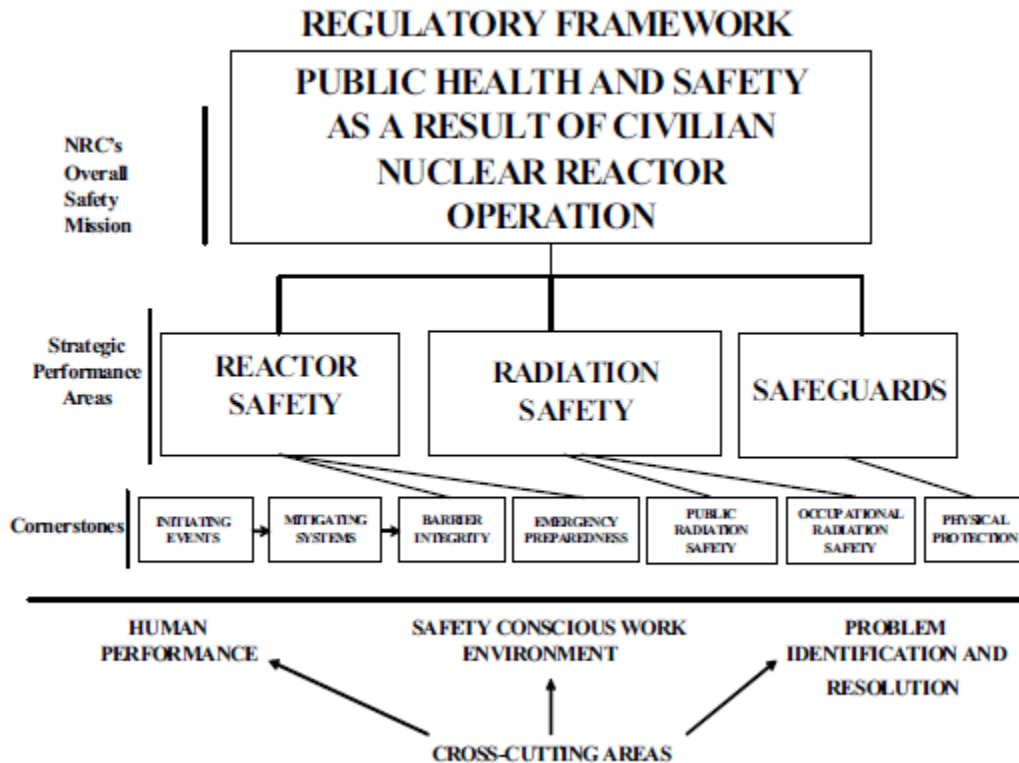 REGULATORY FRAMEWORK
PUBLIC HEALTH AND SAFETY
AS A RESULT OF CIVILIAN
NUCLEAR REACTOR
OPERATION
NRC's
Overall
Safety
Mission
Strategic
Performance
Areas
REACTOR
SAFETY
RADIATION
SAFETY
SAFEGUARDS
Cornerstones
INITIATING
EVENTS
MITIGATING
SYSTEMS
BARRIER
INTEGRITY
EMERGENCY
PREPAREDNESS
PUBLIC
RADIATION
SAFETY
OCCUPATIONAL
RADIATION
SAFETY
PHYSICAL
PROTECTION
HUMAN
PERFORMANCE
SAFETY CONSCIOUS WORK
ENVIRONMENT
PROBLEM
IDENTIFICATION AND
RESOLUTION
CROSS-CUTTING AREAS